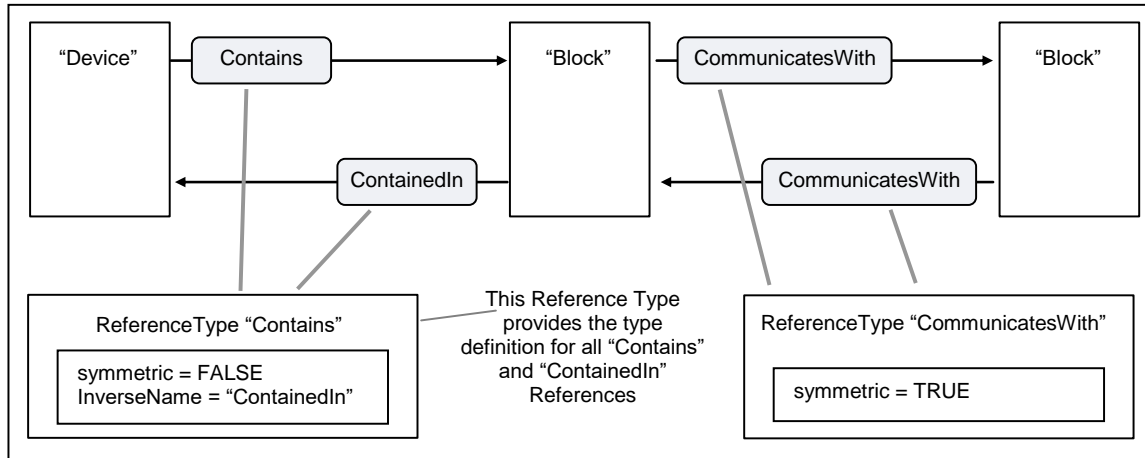 “Device”
Contains
“Block”
CommunicatesWith
“Block”
ContainedIn
CommunicatesWith
ReferenceType “Contains”
symmetric = FALSE
InverseName = “ContainedIn”
This Reference Type
provides the type
definition for all “Contains”
and “ContainedIn”
References
ReferenceType “CommunicatesWith”
symmetric = TRUE